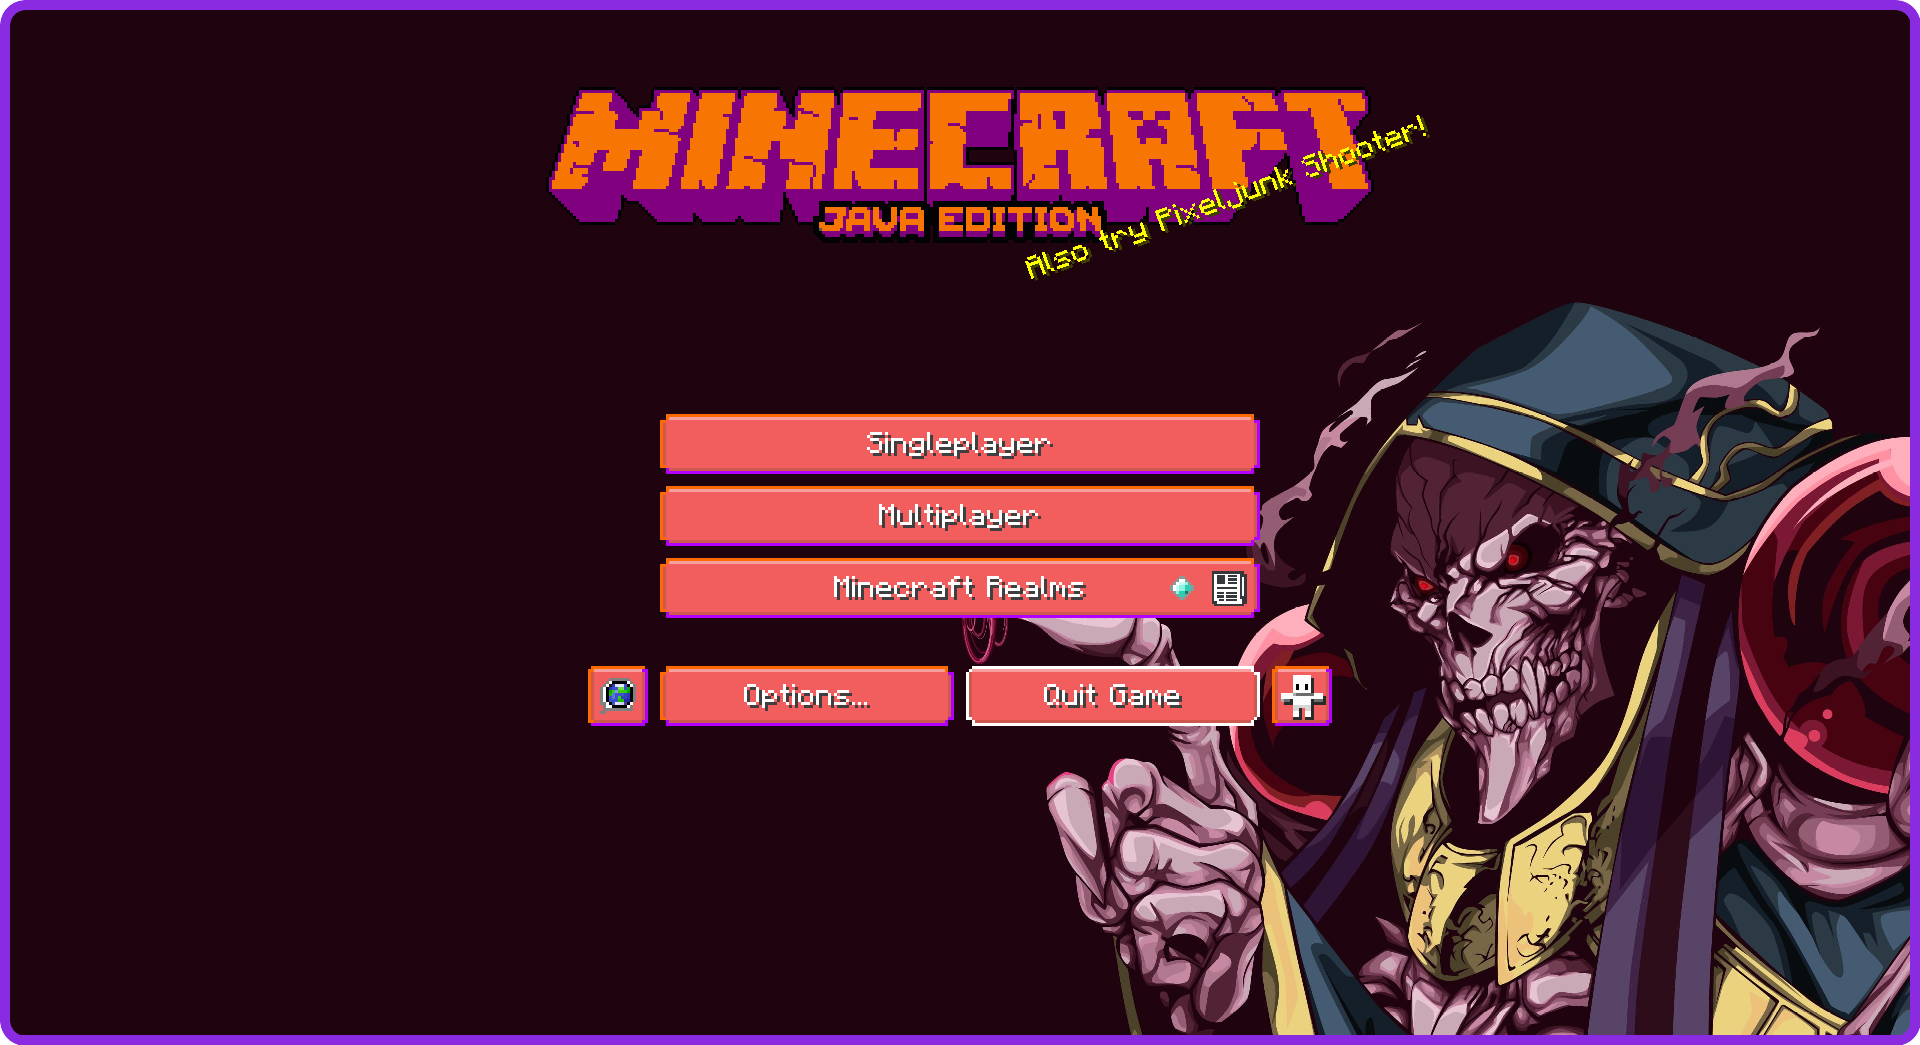 MINECRAFT
JAVA EDITION
Also try Pixeljunk Shooter!
Singleplayer
Multiplayer
Minecraft Realms
Options...
Quit Game